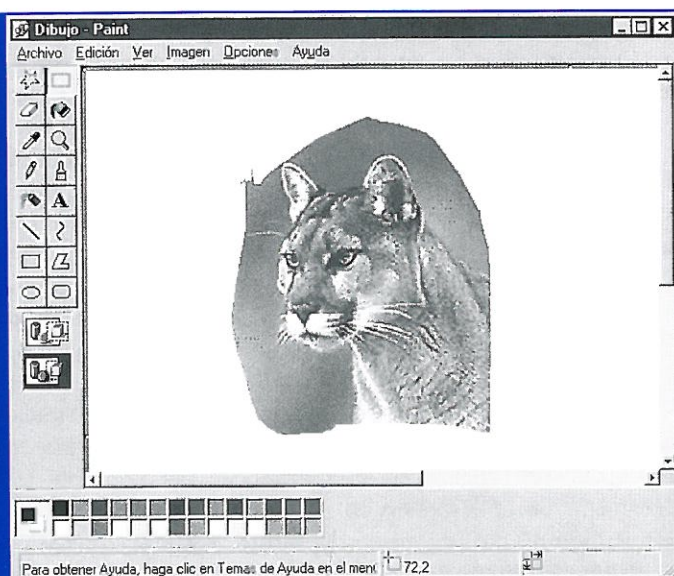 Dibujo - Paint
Archivo Edición Ver Imagen Opciones Ayuda
A
Para obtener Ayuda, haga clic en Temas de Ayuda en el menú
72,2